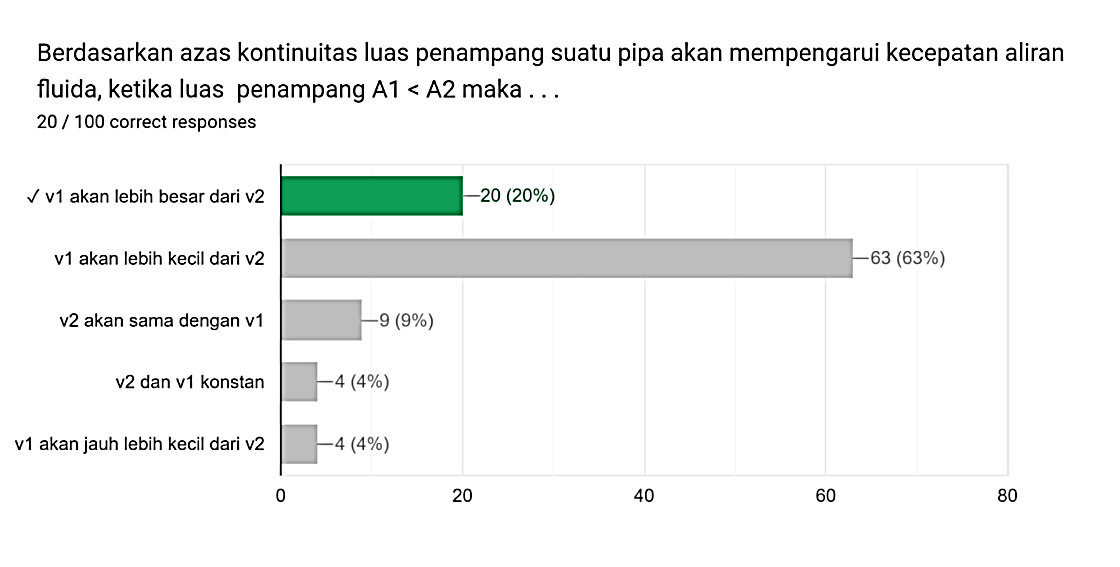 Berdasarkan azas kontinuitas luas penampang suatu pipa akan mempengarui kecepatan aliran
fluida, ketika luas penampang A1 < A2 maka . . .
20 / 100 correct responses
✓ v1 akan lebih besar dari v2
20 (20%)
v1 akan lebih kecil dari v2
63 (63%)
v2 akan sama dengan v1
9 (9%)
v2 dan v1 konstan
4 (4%)
v1 akan jauh lebih kecil dari v2
4 (4%)
0 20 40 60 80